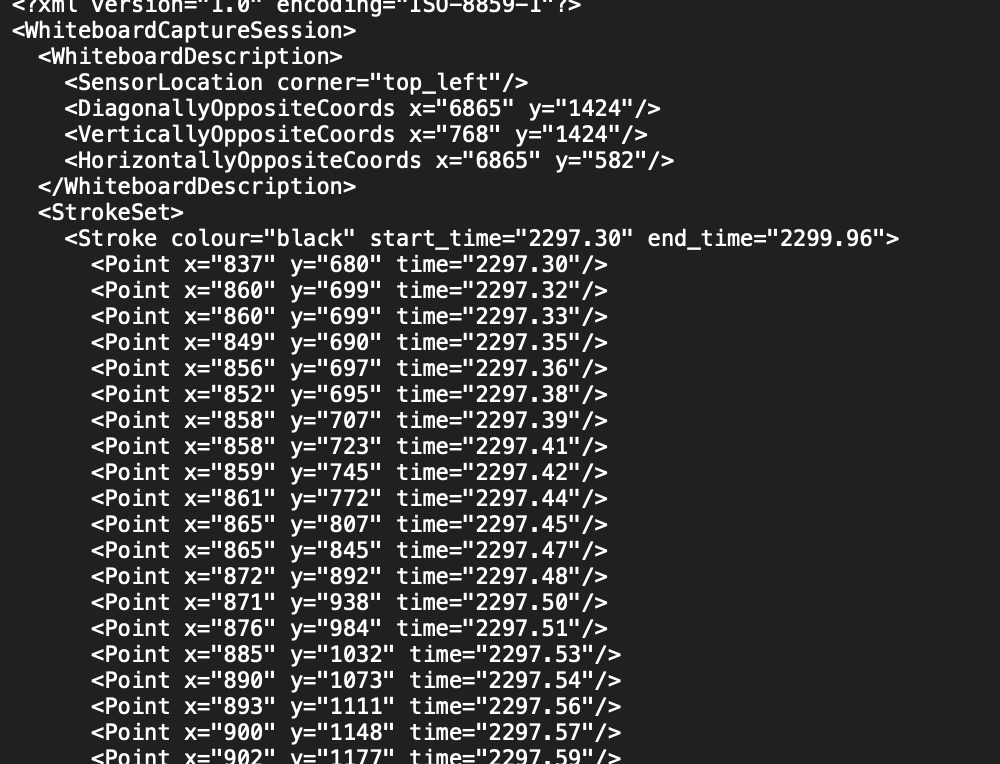 <?xml version="1.0" encoding="ISO-8859-1"?>
<WhiteboardCaptureSession>
<WhiteboardDescription>
<SensorLocation corner="top_left"/>
<DiagonallyOppositeCoords x="6865" y="1424"/>
<VerticallyOppositeCoords x="768" y="1424"/>
<HorizontallyOppositeCoords x="6865" y="582"/>
</WhiteboardDescription>
<StrokeSet>
<Stroke colour="black" start_time="2297.30" end_time="2299.96">
<Point x="837" y="680" time="2297.30"/>
<Point x="860" y="699" time="2297.32"/>
<Point x="860" y="699" time="2297.33"/>
<Point x="849" y="690" time="2297.35"/>
<Point x="856" y="697" time="2297.36"/>
<Point x="852" y="695" time="2297.38"/>
<Point x="858" y="707" time="2297.39"/>
<Point x="858" y="723" time="2297.41"/>
<Point x="859" y="745" time="2297.42"/>
<Point x="861" y="772" time="2297.44"/>
<Point x="865" y="807" time="2297.45"/>
<Point x="865" y="845" time="2297.47"/>
<Point x="872" y="892" time="2297.48"/>
<Point x="871" y="938" time="2297.50"/>
<Point x="876" y="984" time="2297.51"/>
<Point x="885" y="1032" time="2297.53"/>
<Point x="890" y="1073" time="2297.54"/>
<Point x="893" y="1111" time="2297.56"/>
<Point x="900" y="1148" time="2297.57"/>
<Point x="902" y="1177" time="2297.59"/>